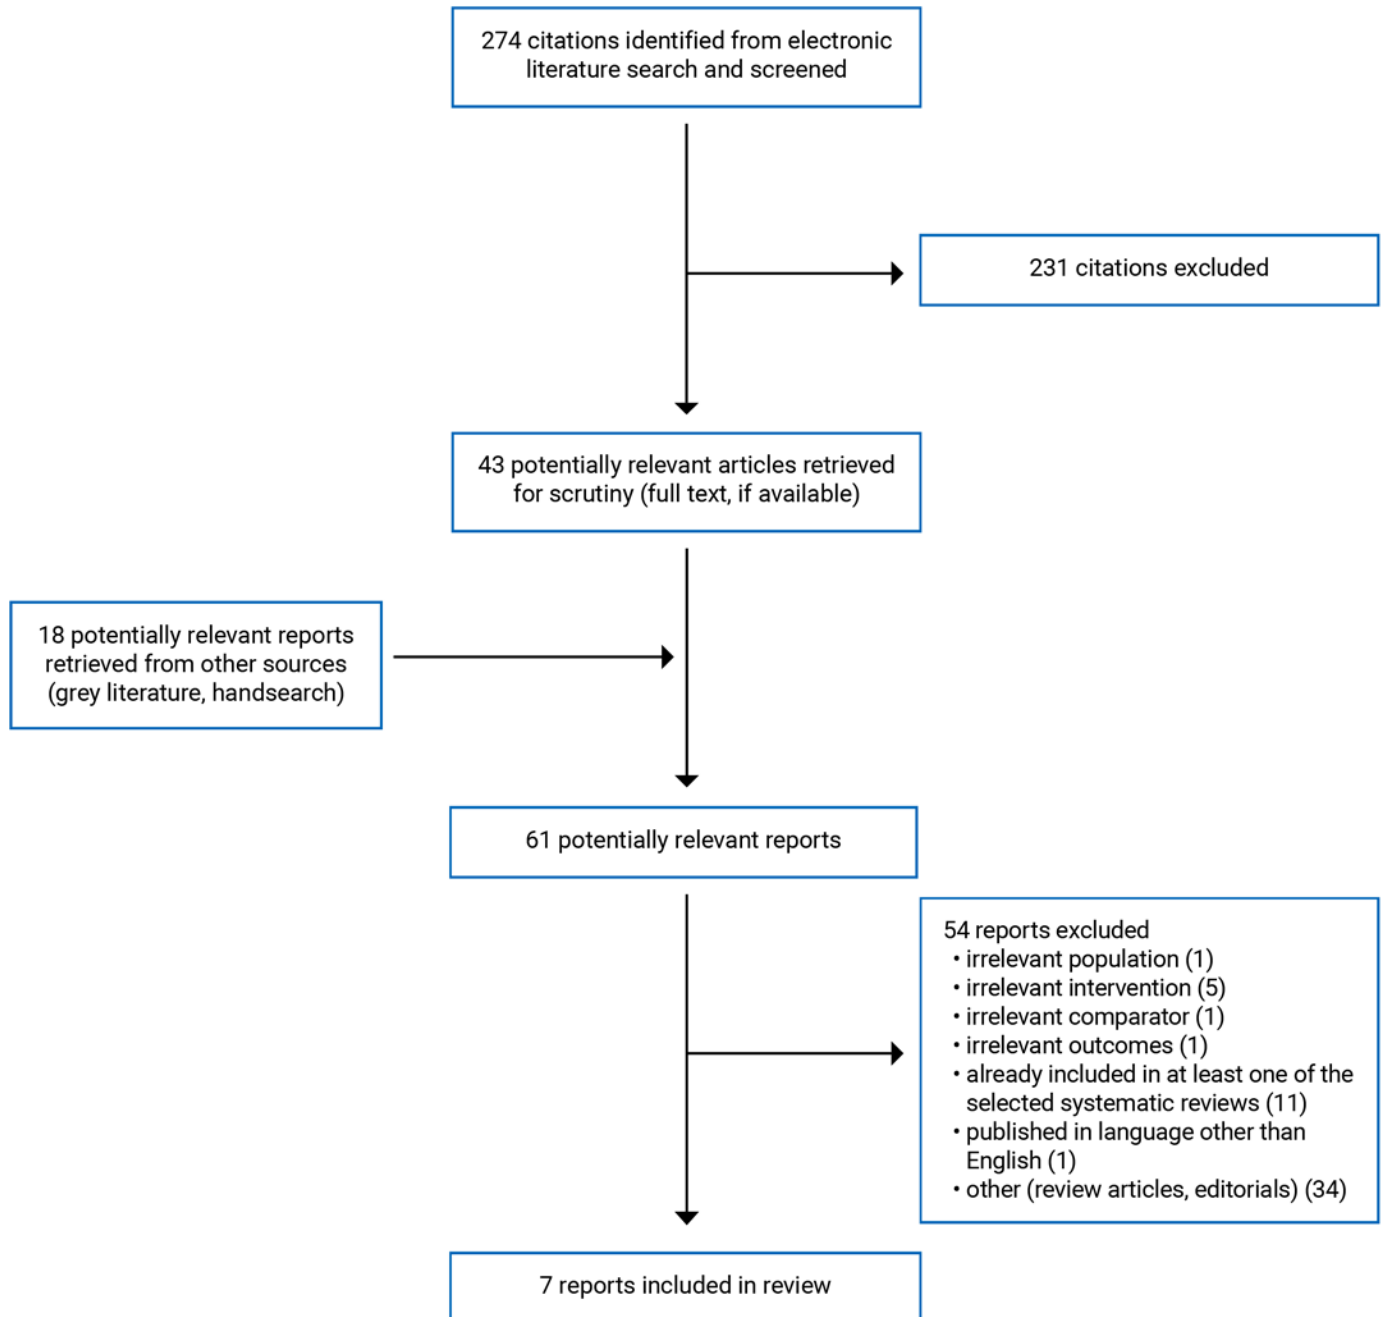 274 citations identified from electronic
literature search and screened
231 citations excluded
43 potentially relevant articles retrieved
for scrutiny (full text, if available)
18 potentially relevant reports
retrieved from other sources
(grey literature, handsearch)
61 potentially relevant reports
54 reports excluded
• irrelevant population (1)
• irrelevant intervention (5)
• irrelevant comparator (1)
• irrelevant outcomes (1)
• already included in at least one of the
selected systematic reviews (11)
• published in language other than
English (1)
• other (review articles, editorials) (34)
7 reports included in review